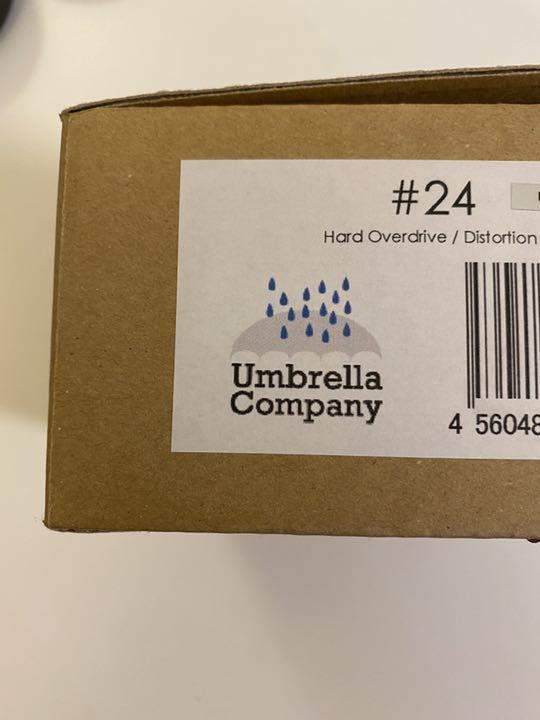 #24
Hard Overdrive / Distortion
Umbrella
Company
4 56048